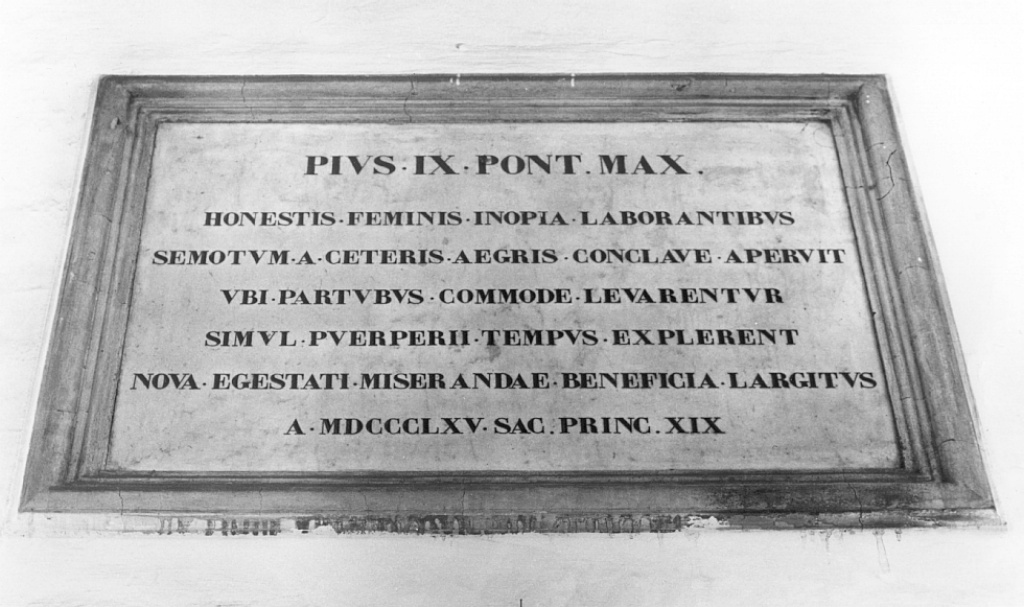 PIVS · IX · PONT . MAX .
HONESTIS · FEMINIS · INOPIA · LABORANTIBVS
SEMOTVM · A · CETERIS · AEGRIS · CONCLAVE · APERVIT
VBI · PARTVBVS · COMMODE · LEVARENTVR
SIMVL · PVERPERII · TEMPVS · EXPLERENT
NOVA · EGESTATI · MISERANDAE · BENEFICIA · LARGITVS
A · MDCCCLXV · SAC . PRINC . XIX